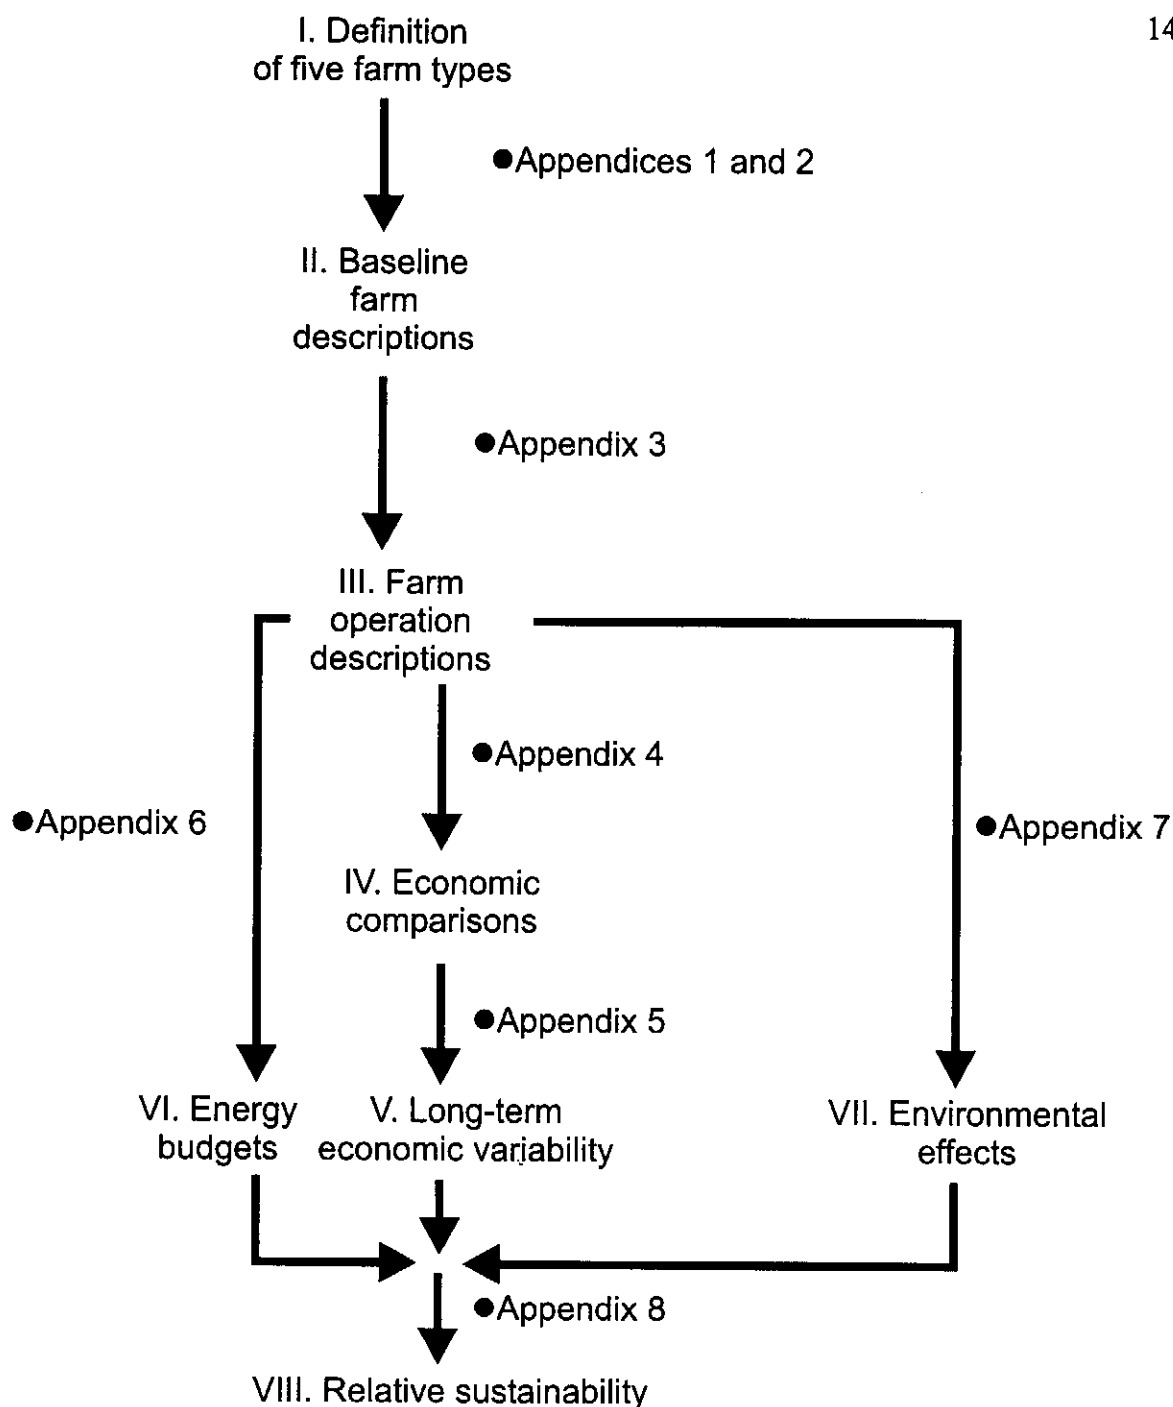 14
I. Definition
of five farm types
●Appendices 1 and 2
II. Baseline
farm
descriptions
●Appendix 3
III. Farm
operation
descriptions
●Appendix 4
●Appendix 6
●Appendix 7
IV. Economic
comparisons
●Appendix 5
VI. Energy
budgets
V. Long-term
economic variability
VII. Environmental
effects
●Appendix 8
VIII. Relative sustainability